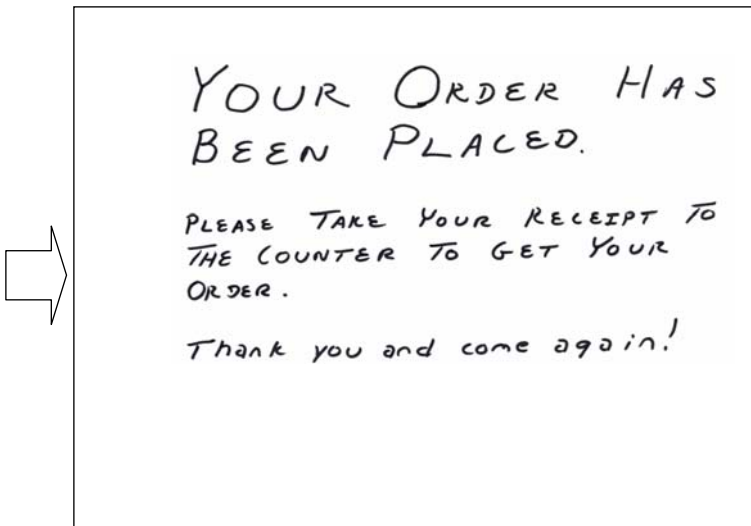 YOUR ORDER HAS
BEEN PLACED.
PLEASE TAKE YOUR RECEIPT TO
THE COUNTER TO GET YOUR
ORDER.
Thank you and come again!